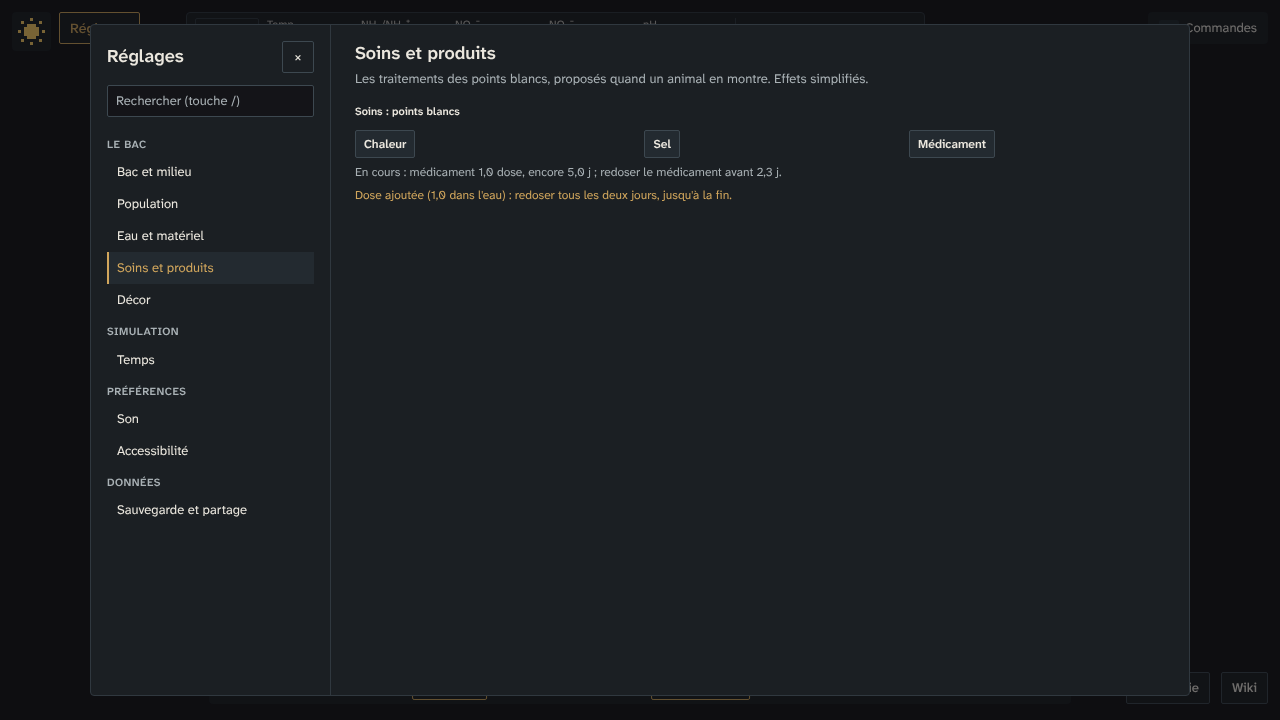 Réglages
×
Rechercher (touche /)
LE BAC
Bac et milieu
Population
Eau et matériel
Soins et produits
Décor
SIMULATION
Temps
PRÉFÉRENCES
Son
Accessibilité
DONNÉES
Sauvegarde et partage
Soins et produits
Les traitements des points blancs, proposés quand un animal en montre. Effets simplifiés.
Soins : points blancs
Chaleur
Sel
Médicament
En cours : médicament 1,0 dose, encore 5,0 j ; redoser le médicament avant 2,3 j.
Dose ajoutée (1,0 dans l'eau) : redoser tous les deux jours, jusqu'à la fin.
Commandes
Wiki